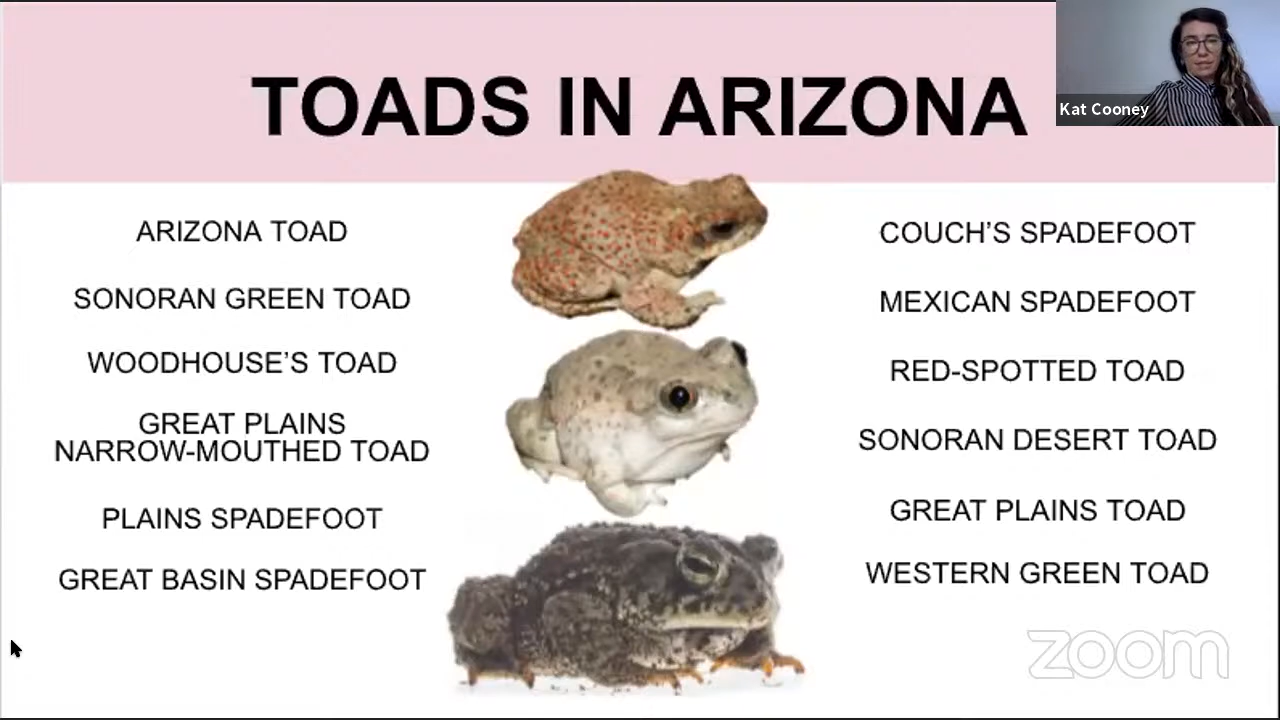 TOADS IN ARIZONA
Kat Cooney
ARIZONA TOAD
SONORAN GREEN TOAD
WOODHOUSE’S TOAD
GREAT PLAINS
NARROW-MOUTHED TOAD
PLAINS SPADEFOOT
GREAT BASIN SPADEFOOT
COUCH’S SPADEFOOT
MEXICAN SPADEFOOT
RED-SPOTTED TOAD
SONORAN DESERT TOAD
GREAT PLAINS TOAD
WESTERN GREEN TOAD
zoom